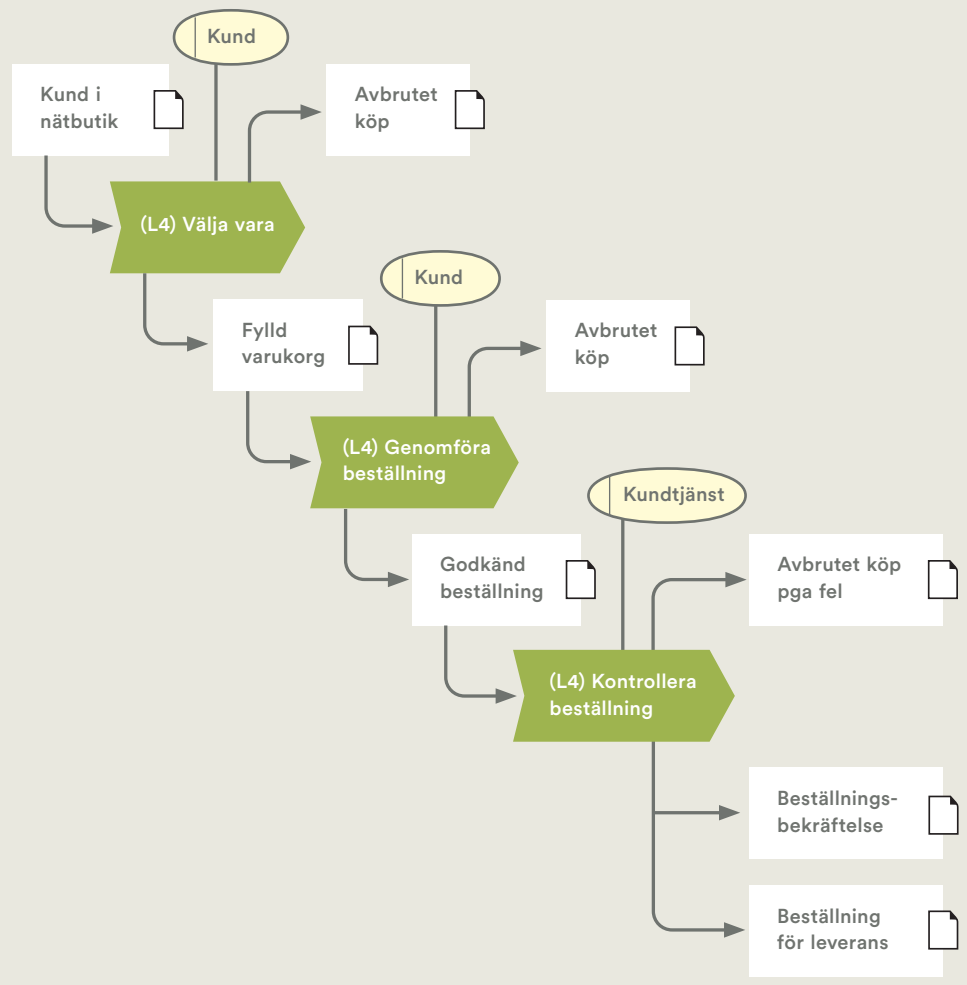 Kund
Kund i
nätbutik
Avbrutet
köp
(L4) Välja vara
Kund
Fylld
varukorg
Avbrutet
köp
(L4) Genomföra
beställning
Kundtjänst
Godkänd
beställning
Avbrutet köp
pga fel
(L4) Kontrollera
beställning
Beställnings-
bekräftelse
Beställning
för leverans